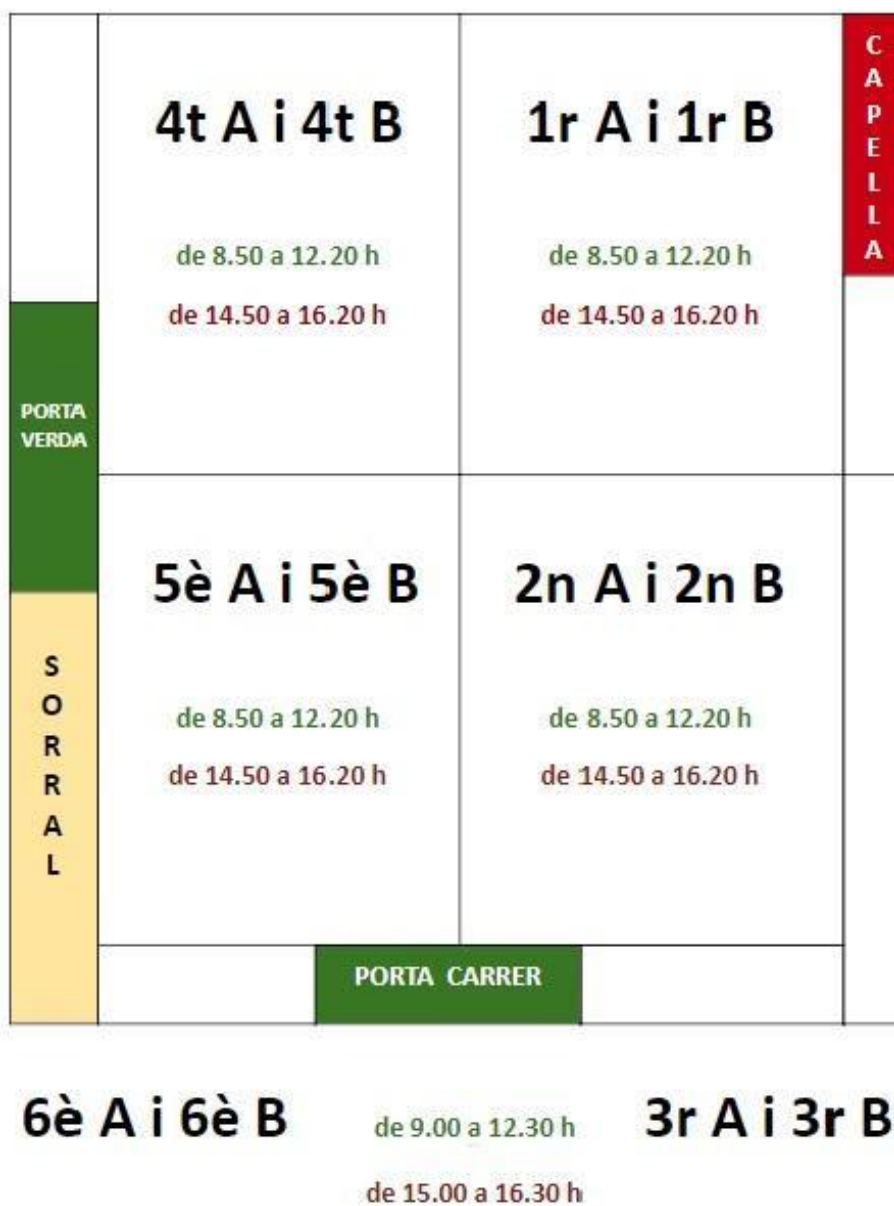 4t A i 4t B
de 8.50 a 12.20 h
de 14.50 a 16.20 h
1r A i 1r B
de 8.50 a 12.20 h
de 14.50 a 16.20 h
CAPELLA
PORTA
VERDA
5è A i 5è B
de 8.50 a 12.20 h
de 14.50 a 16.20 h
2n A i 2n B
de 8.50 a 12.20 h
de 14.50 a 16.20 h
SORRAL
PORTA CARRER
6è A i 6è B
de 9.00 a 12.30 h
de 15.00 a 16.30 h
3r A i 3r B